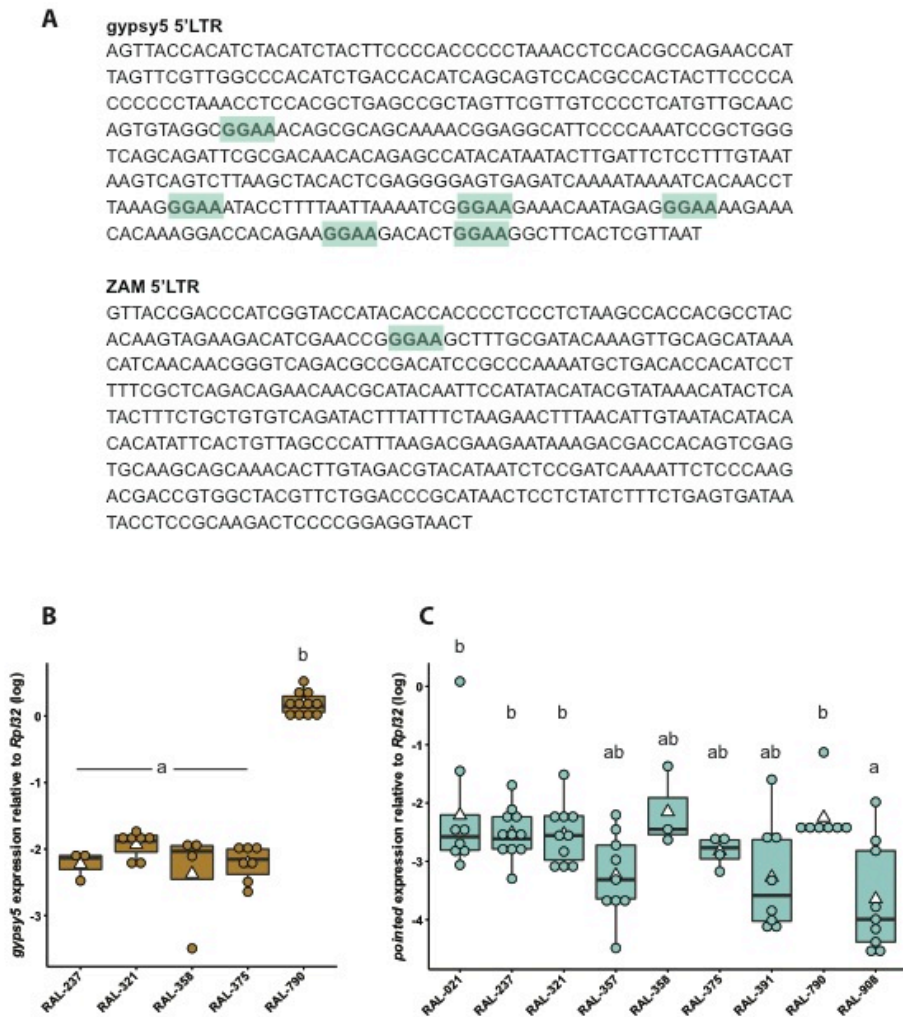 A
gypsy5 5'LTR
AGTTACCACATCTACATCTACTTCCCCACCCCCTAAACCTCCACGCCAGAACCAT
TAGTTCGTTGGCCCACATCTGACCACATCAGCAGTCCACGCCACTACTTCCCCA
CCCCCCTAAACCTCCACGCTGAGCCGCTAGTTCGTTGTCCCCTCATGTTGCAAC
AGTGTAGGCGGAAACAGCGCAGCAAAACGGAGGCATTCCCCAAATCCGCTGGG
TCAGCAGATTCGCGACAACACAGAGCCATACATAATACTTGATTCTCCTTTGTAAT
AAGTCAGTCTTAAGCTACACTCGAGGGGAGTGAGATCAAAATAAAATCACAACCT
TAAAGGGAAATACCTTTTAATTAAAATCGGGAAGAAACAATAGAGGGAAAAGAAA
CACAAAGGACCACAGAAGGAAGACACTGGAAGGCTTCACTCGTTAAT
ZAM 5'LTR
GTTACCGACCCATCGGTACCATACACCACCCCTCCCTCTAAGCCACCACGCCTAC
ACAAGTAGAAGACATCGAACCGGGAAGCTTTGCGATACAAAGTTGCAGCATAAA
CATCAACAACGGGTCAGACGCCGACATCCGCCCAAAATGCTGACACCACATCCT
TTTCGCTCAGACAGAACAACGCATACAATTCCATATACATACGTATAAACATACTCA
TACTTTCTGCTGTGTCAGATACTTTATTTCTAAGAACTTTAACATTGTAATACATACA
CACATATTCACTGTTAGCCCATTTAAGACGAAGAATAAAGACGACCACAGTCGAG
TGCAAGCAGCAAACACTTGTAGACGTACATAATCTCCGATCAAAATTCTCCCAAG
ACGACCGTGGCTACGTTCTGGACCCGCATAACTCCTCTATCTTTCTGAGTGATAA
TACCTCCGCAAGACTCCCCGGAGGTAACT
B
gypsy5 expression relative to Rpl32 (log)
0
-1
-2
-3
a
b
RAL-237
RAL-321
RAL-358
RAL-375
RAL-790
C
pointed expression relative to Rpl32 (log)
0
-1
-2
-3
-4
b
b
b
ab
ab
ab
ab
b
a
RAL-021
RAL-237
RAL-321
RAL-357
RAL-358
RAL-375
RAL-391
RAL-790
RAL-908